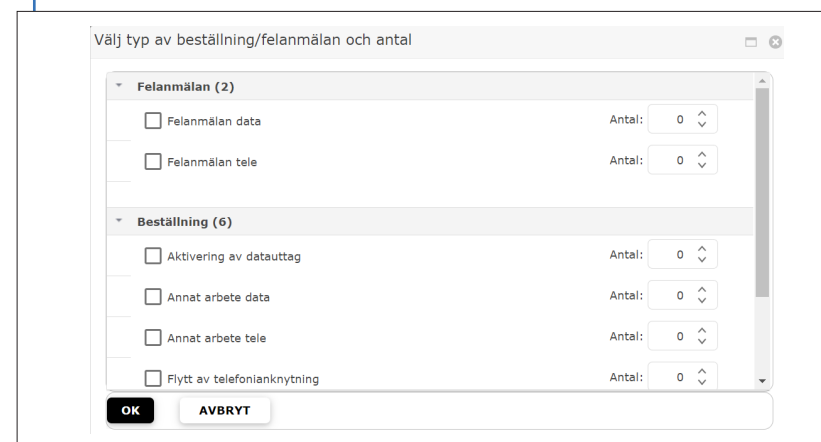 Välj typ av beställning/felanmälan och antal
Felanmälan (2)
Felanmälan data Antal: 0
Felanmälan tele Antal: 0
Beställning (6)
Aktivering av datauttag Antal: 0
Annat arbete data Antal: 0
Annat arbete tele Antal: 0
Flytt av telefonianknytning Antal: 0
OK AVBRYT